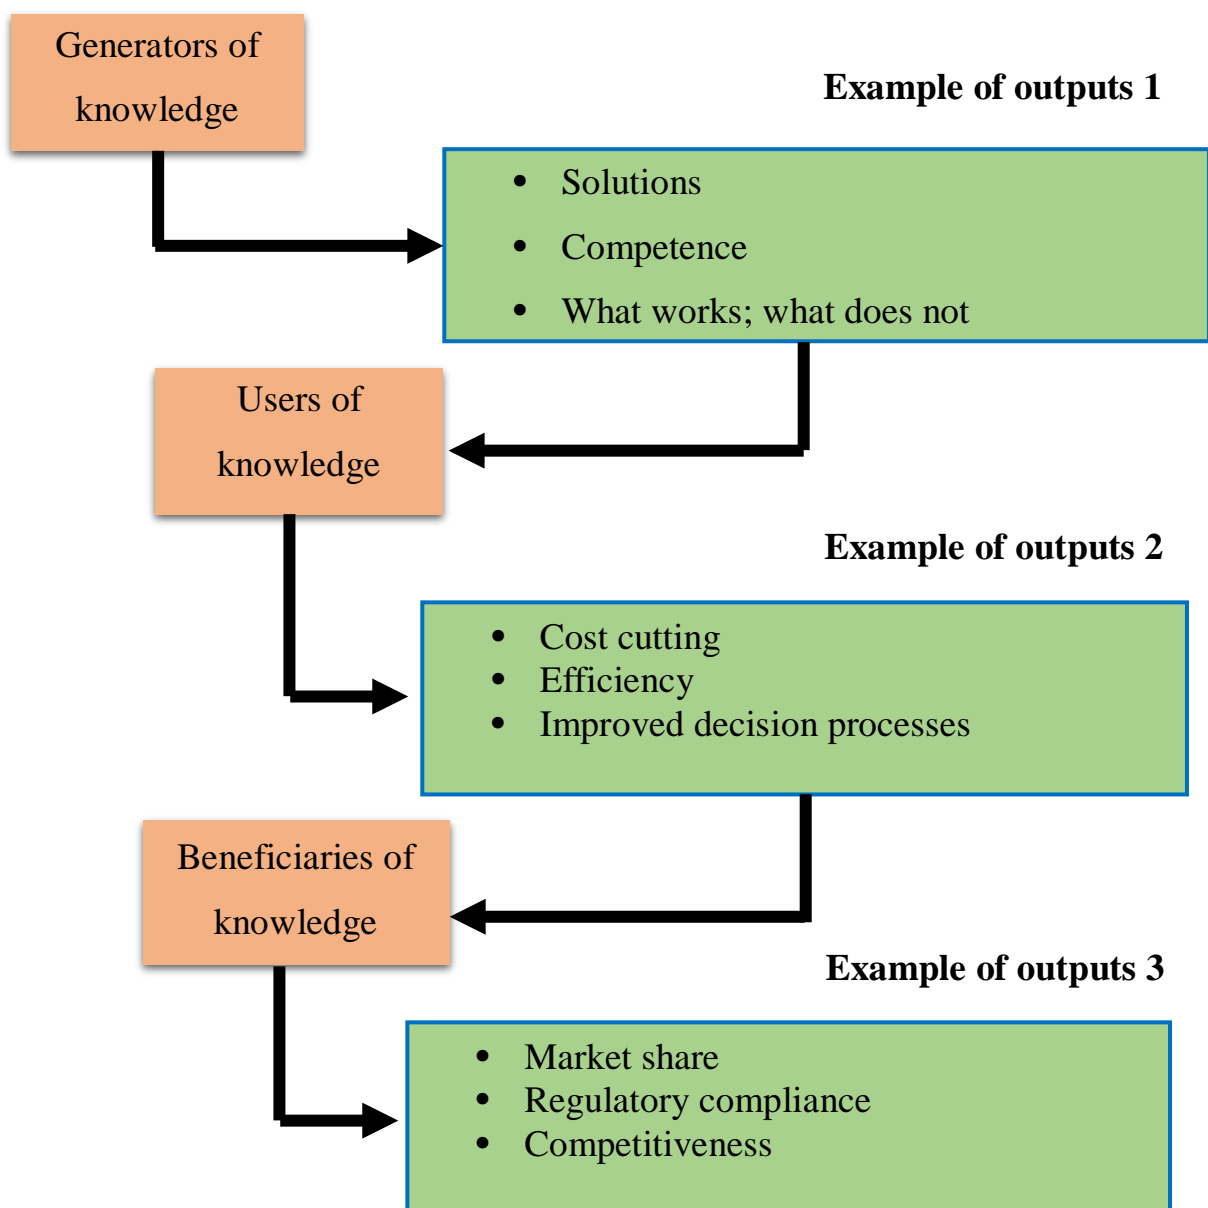 Generators of
knowledge
Example of outputs 1
• Solutions
• Competence
• What works; what does not
Users of
knowledge
Example of outputs 2
• Cost cutting
• Efficiency
• Improved decision processes
Beneficiaries of
knowledge
Example of outputs 3
• Market share
• Regulatory compliance
• Competitiveness